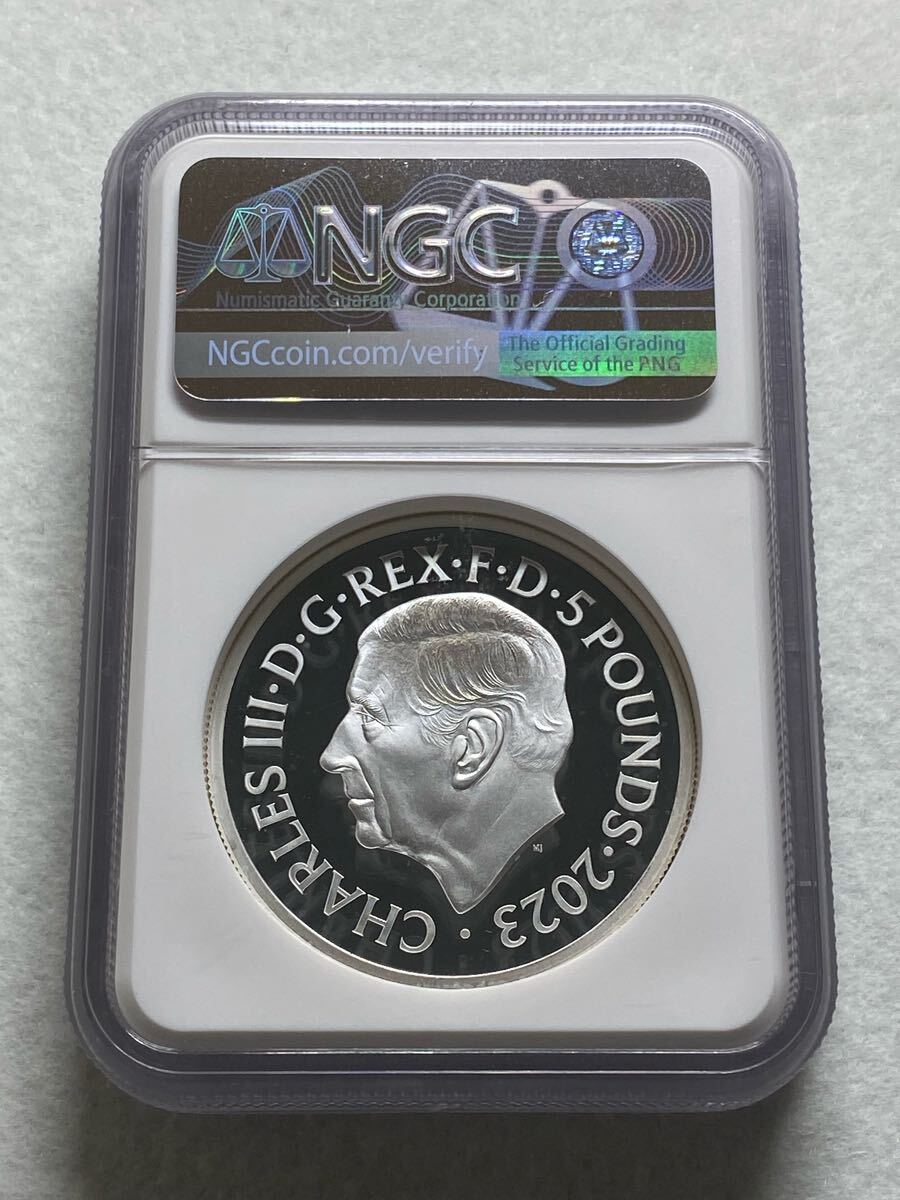 NGC
Numismatic Guaranty Corporation
NGCcoin.com/verify
The Official Grading
Service of the PNG
CHARLES III·D·G·REX·F·D·5 POUNDS·2023·
MJ